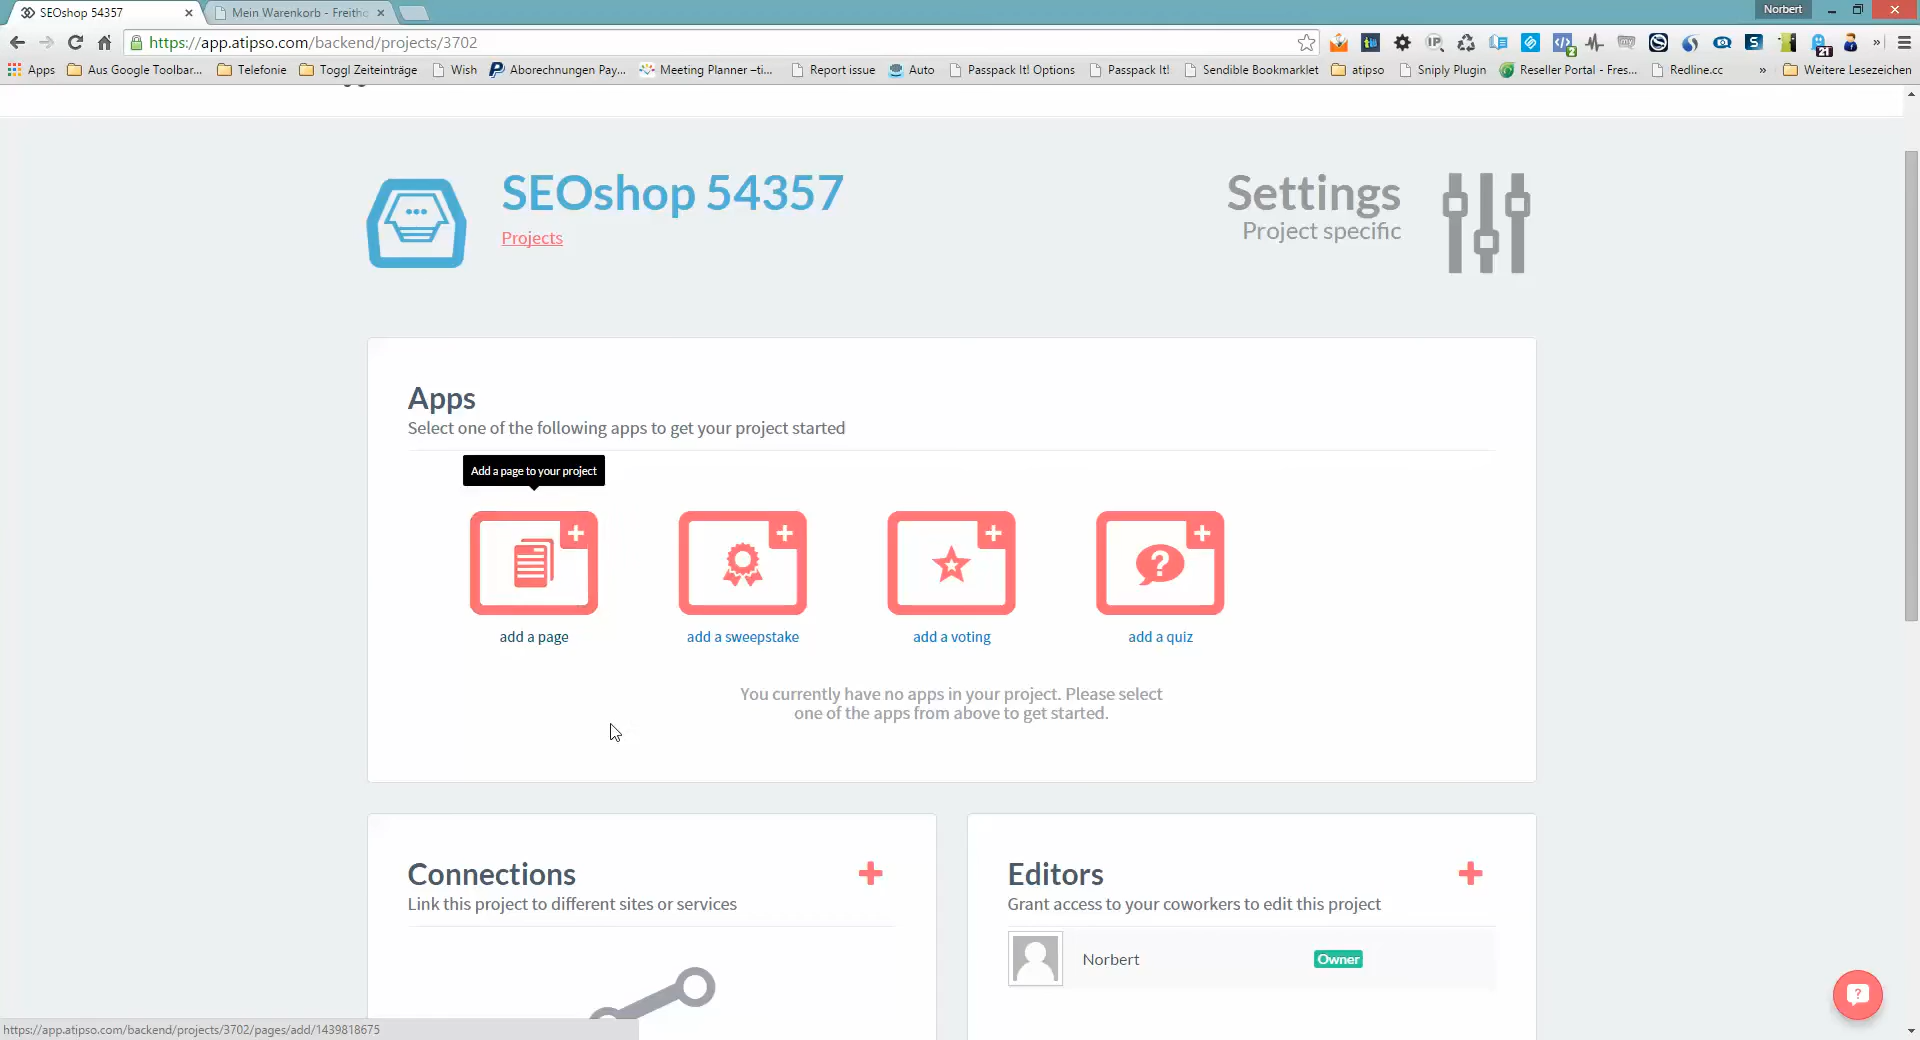 SEOshop 54357
Mein Warenkorb - Freitho
Norbert
https://app.atipso.com/backend/projects/3702
Apps
Aus Google Toolbar...
Telefonie
Toggl Zeiteinträge
Wish
Aborechnungen Pay...
Meeting Planner –ti...
Report issue
Auto
Passpack It! Options
Passpack It!
Sendible Bookmarklet
atipso
Sniply Plugin
Reseller Portal - Fres...
Redline.cc
»
Weitere Lesezeichen
SEOshop 54357
Projects
Settings
Project specific
Apps
Select one of the following apps to get your project started
Add a page to your project
add a page
add a sweepstake
add a voting
add a quiz
You currently have no apps in your project. Please select
one of the apps from above to get started.
Connections
Link this project to different sites or services
Editors
Grant access to your coworkers to edit this project
Norbert
Owner
https://app.atipso.com/backend/projects/3702/pages/add/1439818675